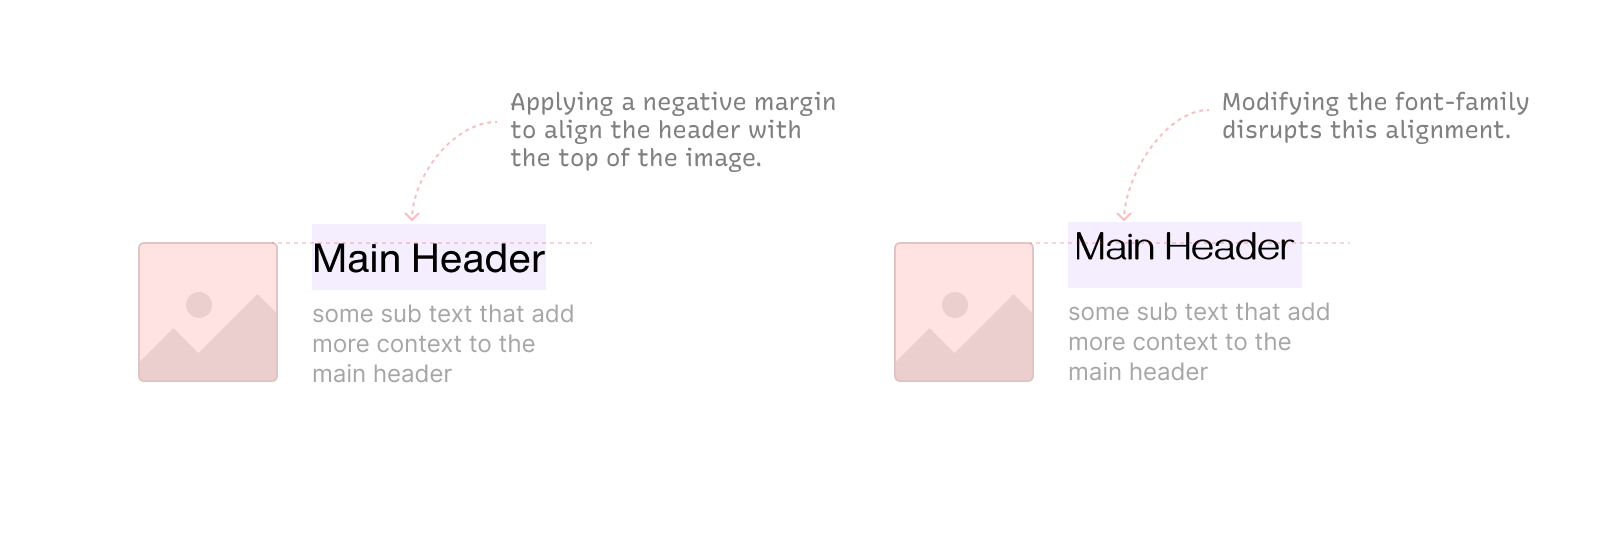 Applying a negative margin
to align the header with
the top of the image.
Main Header
some sub text that add
more context to the
main header
Modifying the font-family
disrupts this alignment.
Main Header
some sub text that add
more context to the
main header